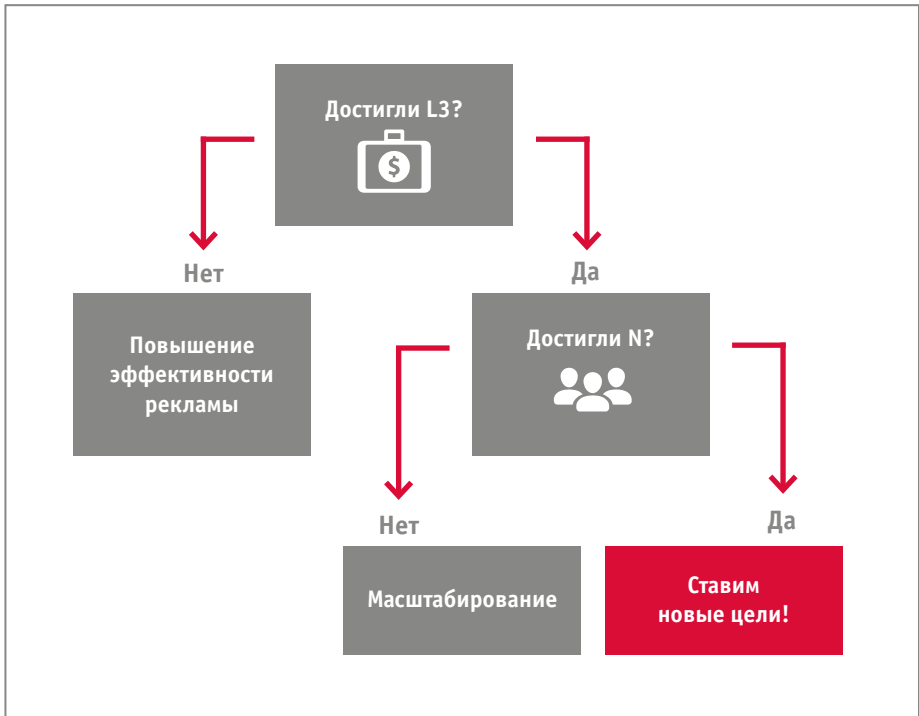 Достигли L3?
$
Нет
Да
Повышение
эффективности
рекламы
Достигли N?
Нет
Да
Масштабирование
Ставим
новые цели!